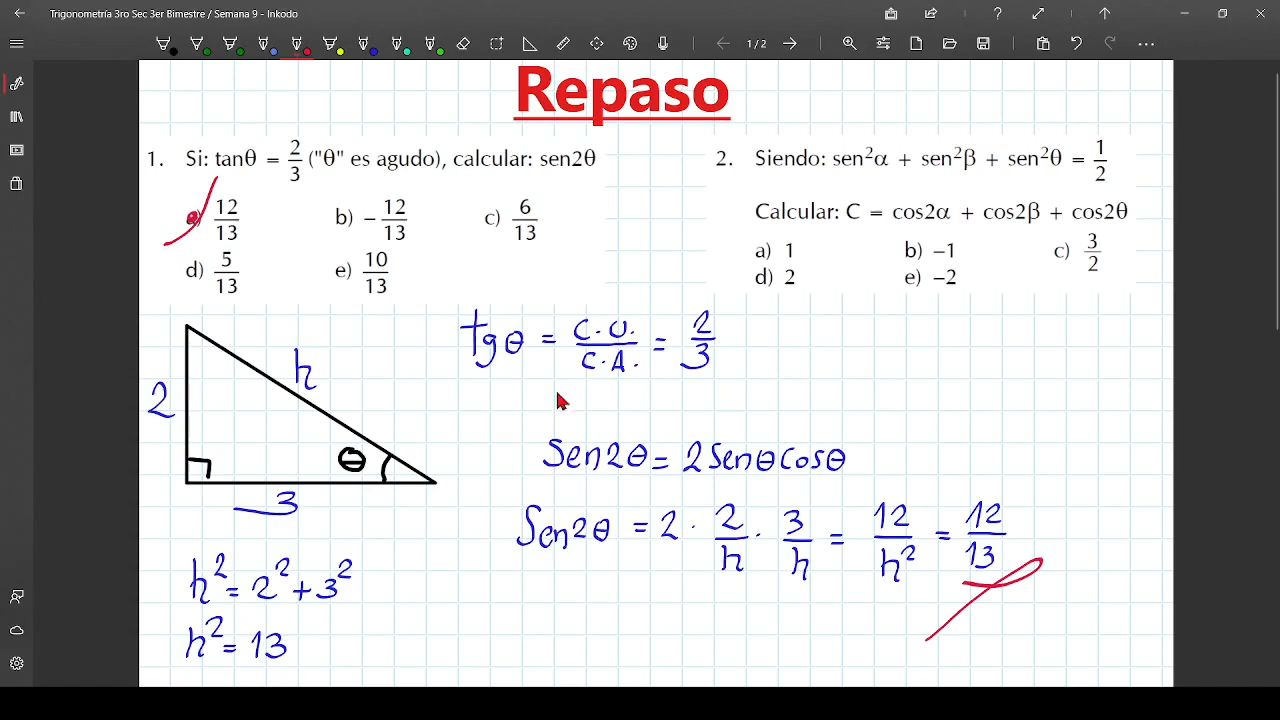 Trigonometría 3ro Sec 3er Bimestre / Semana 9 - Inkodo
1/2
Repaso
1. Si: tanθ = 2/3 ("θ" es agudo), calcular: sen2θ
a) 12/13 b) −12/13 c) 6/13
d) 5/13 e) 10/13
2. Siendo: sen²α + sen²β + sen²θ = 1/2
Calcular: C = cos2α + cos2β + cos2θ
a) 1 b) −1 c) 3/2
d) 2 e) −2
2
h
θ
3
h² = 2² + 3²
h² = 13
tgθ = C.O./C.A. = 2/3
Sen2θ = 2Senθcosθ
Sen2θ = 2 · 2/h · 3/h = 12/h² = 12/13